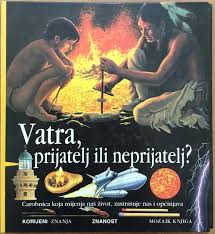 Vatra,
prijatelj ili neprijatelj?
Čarobnica koja mijenja naš život, zastrašuje nas i općinjava
KORIJENI ZNANJA
ZNANOST
MOZAIK KNJIGA